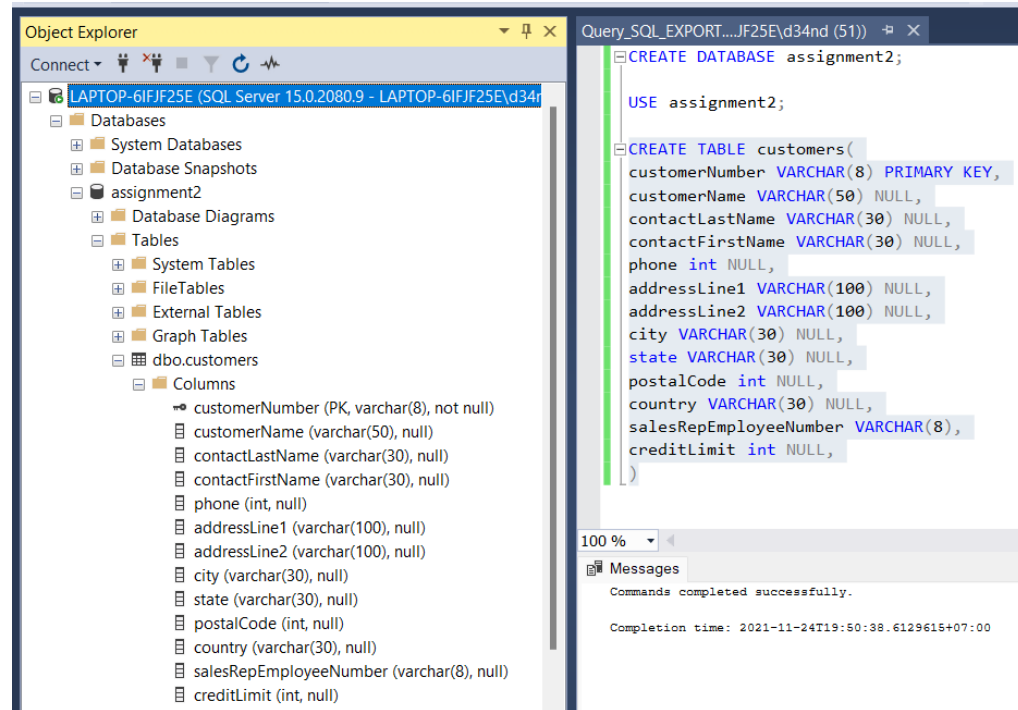 Object Explorer
Connect
LAPTOP-6IFJF25E (SQL Server 15.0.2080.9 - LAPTOP-6IFJF25E\d34r
Databases
System Databases
Database Snapshots
assignment2
Database Diagrams
Tables
System Tables
FileTables
External Tables
Graph Tables
dbo.customers
Columns
customerNumber (PK, varchar(8), not null)
customerName (varchar(50), null)
contactLastName (varchar(30), null)
contactFirstName (varchar(30), null)
phone (int, null)
addressLine1 (varchar(100), null)
addressLine2 (varchar(100), null)
city (varchar(30), null)
state (varchar(30), null)
postalCode (int, null)
country (varchar(30), null)
salesRepEmployeeNumber (varchar(8), null)
creditLimit (int, null)
Query_SQL_EXPORT....JF25E\d34nd (51))
CREATE DATABASE assignment2;
USE assignment2;
CREATE TABLE customers(
customerNumber VARCHAR(8) PRIMARY KEY,
customerName VARCHAR(50) NULL,
contactLastName VARCHAR(30) NULL,
contactFirstName VARCHAR(30) NULL,
phone int NULL,
addressLine1 VARCHAR(100) NULL,
addressLine2 VARCHAR(100) NULL,
city VARCHAR(30) NULL,
state VARCHAR(30) NULL,
postalCode int NULL,
country VARCHAR(30) NULL,
salesRepEmployeeNumber VARCHAR(8),
creditLimit int NULL,
)
100 %
Messages
Commands completed successfully.
Completion time: 2021-11-24T19:50:38.6129615+07:00